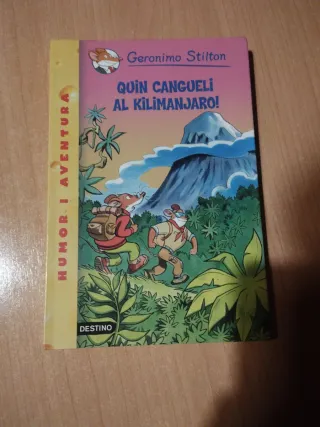 Geronimo Stilton
QUIN CANGUELI
AL KILIMANJARO!
HUMOR I AVENTURA
DESTINO